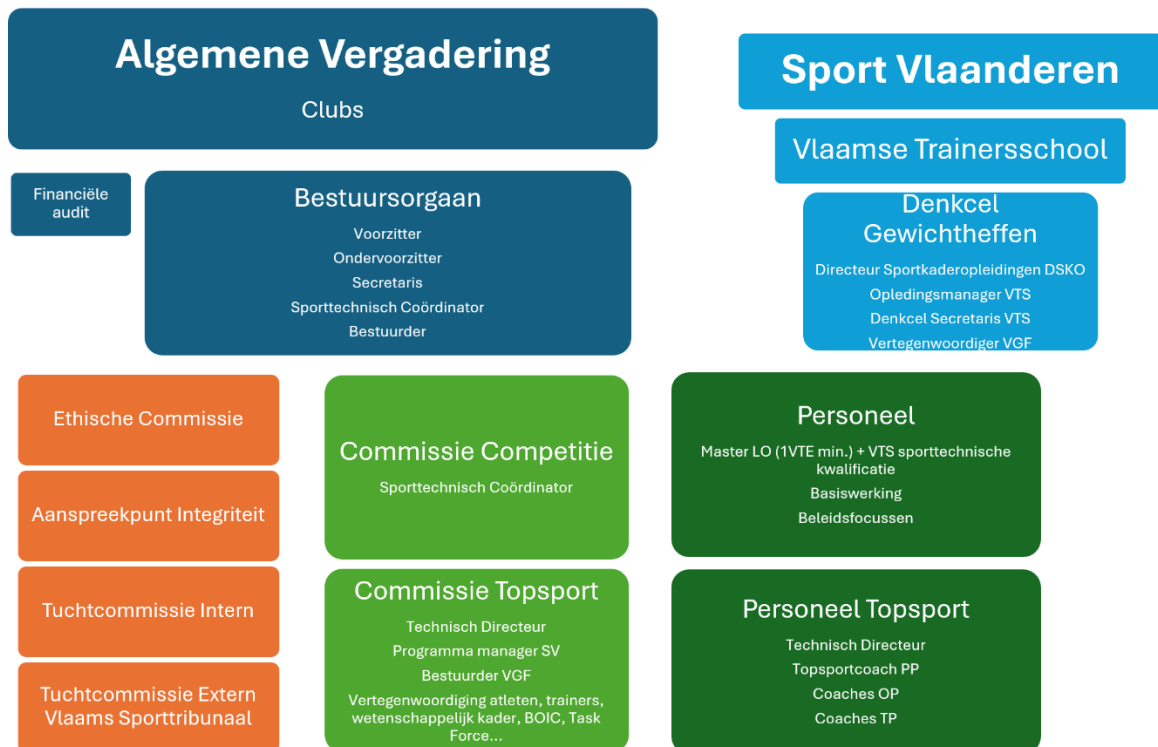 Algemene Vergadering
Clubs
Sport Vlaanderen
Vlaamse Trainersschool
Financiële
audit
Bestuursorgaan
Voorzitter
Ondervoorzitter
Secretaris
Sporttechnisch Coördinator
Bestuurder
Denkcel
Gewichtheffen
Directeur Sportkaderopleidingen DSKO
Opledingsmanager VTS
Denkcel Secretaris VTS
Vertegenwoordiger VGF
Ethische Commissie
Aanspreekpunt Integriteit
Tuchtcommissie Intern
Tuchtcommissie Extern
Vlaams Sporttribunaal
Commissie Competitie
Sporttechnisch Coördinator
Commissie Topsport
Technisch Directeur
Programma manager SV
Bestuurder VGF
Vertegenwoordiging atleten, trainers,
wetenschappelijk kader, BOIC, Task
Force...
Personeel
Master LO (1VTE min.) + VTS sporttechnische
kwalificatie
Basiswerking
Beleidsfocussen
Personeel Topsport
Technisch Directeur
Topsportcoach PP
Coaches OP
Coaches TP